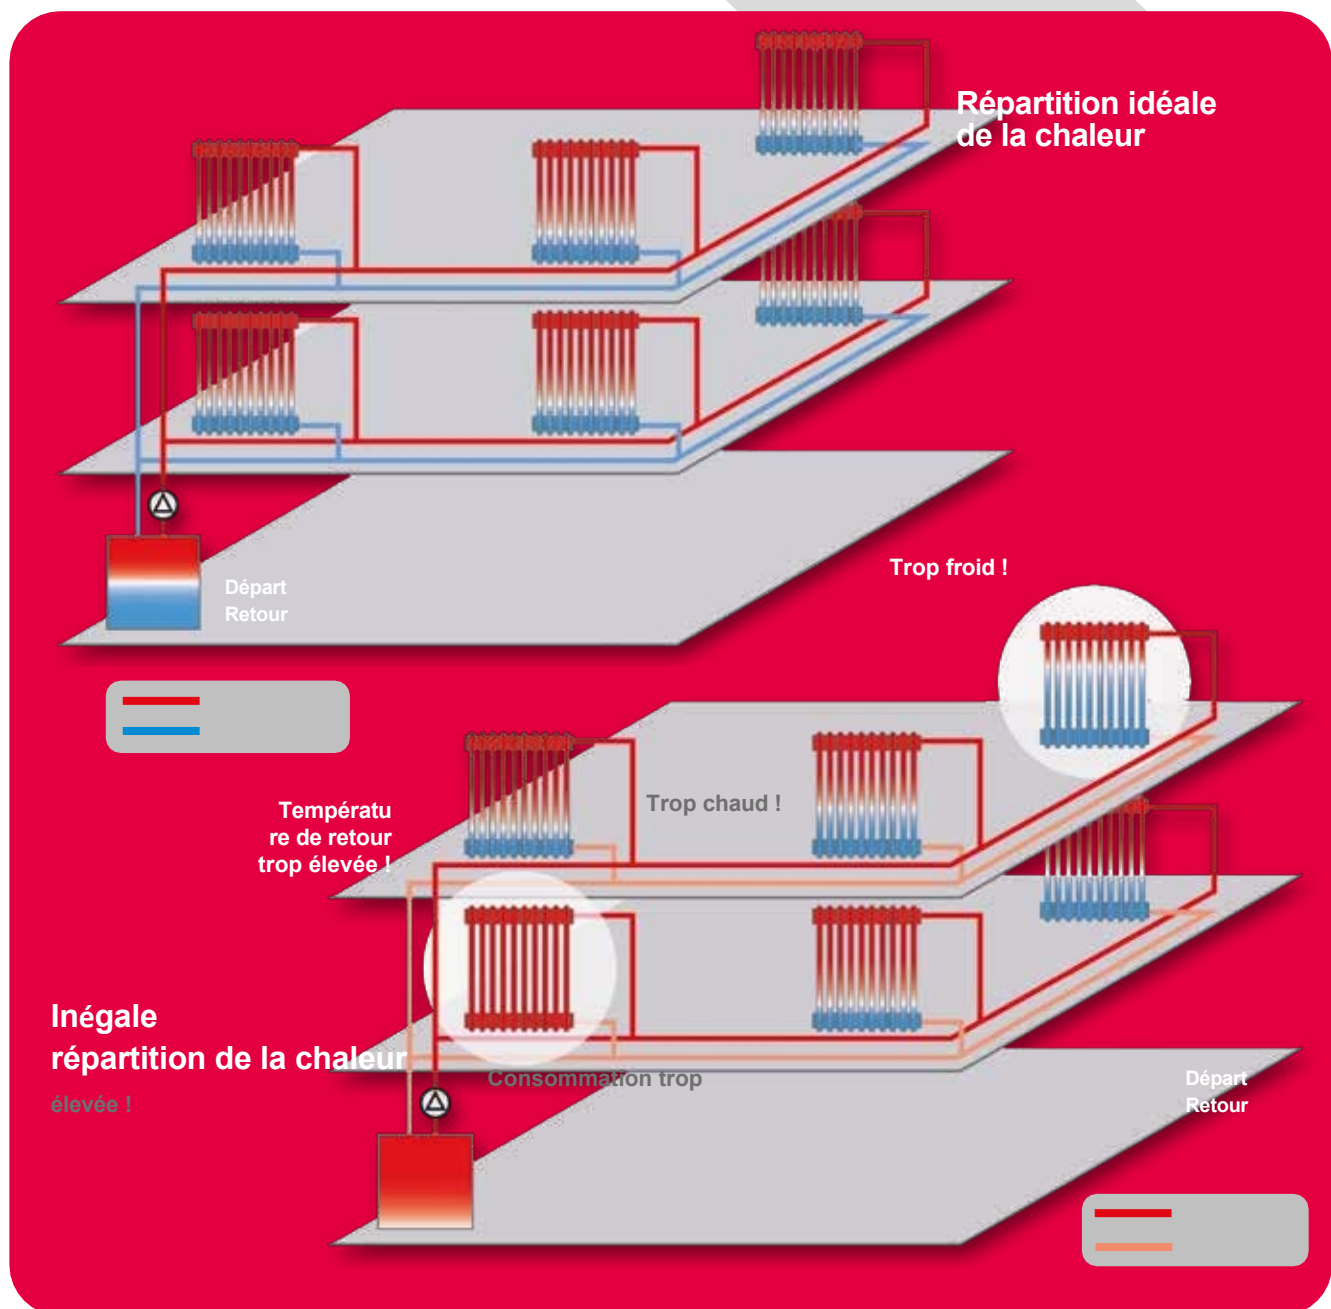 Répartition idéale
de la chaleur
Départ
Retour
Trop froid !
Températu
re de retour
trop élevée !
Trop chaud !
Inégale
répartition de la chaleur
Consommation trop
élevée !
Départ
Retour